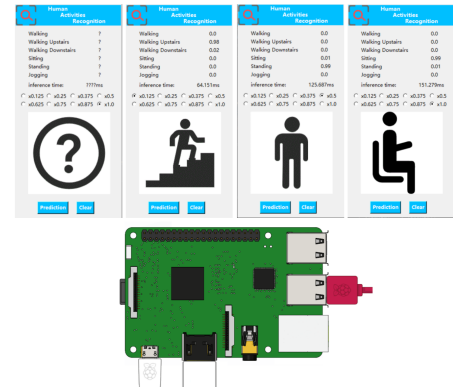 Human
Activities
Recognition
Walking ?
Walking Upstairs ?
Walking Downstairs ?
Sitting ?
Standing ?
Jogging ?
inference time: ????ms
x0.125 x0.25 x0.375 x0.5
x0.625 x0.75 x0.875 x1.0
?
Prediction Clear
Human
Activities
Recognition
Walking 0.0
Walking Upstairs 0.98
Walking Downstairs 0.02
Sitting 0.0
Standing 0.0
Jogging 0.0
inference time: 64.151ms
x0.125 x0.25 x0.375 x0.5
x0.625 x0.75 x0.875 x1.0
Prediction Clear
Human
Activities
Recognition
Walking 0.0
Walking Upstairs 0.0
Walking Downstairs 0.0
Sitting 0.01
Standing 0.99
Jogging 0.0
inference time: 125.687ms
x0.125 x0.25 x0.375 x0.5
x0.625 x0.75 x0.875 x1.0
Prediction Clear
Human
Activities
Recognition
Walking 0.0
Walking Upstairs 0.0
Walking Downstairs 0.0
Sitting 0.99
Standing 0.01
Jogging 0.0
inference time: 151.279ms
x0.125 x0.25 x0.375 x0.5
x0.625 x0.75 x0.875 x1.0
Prediction Clear